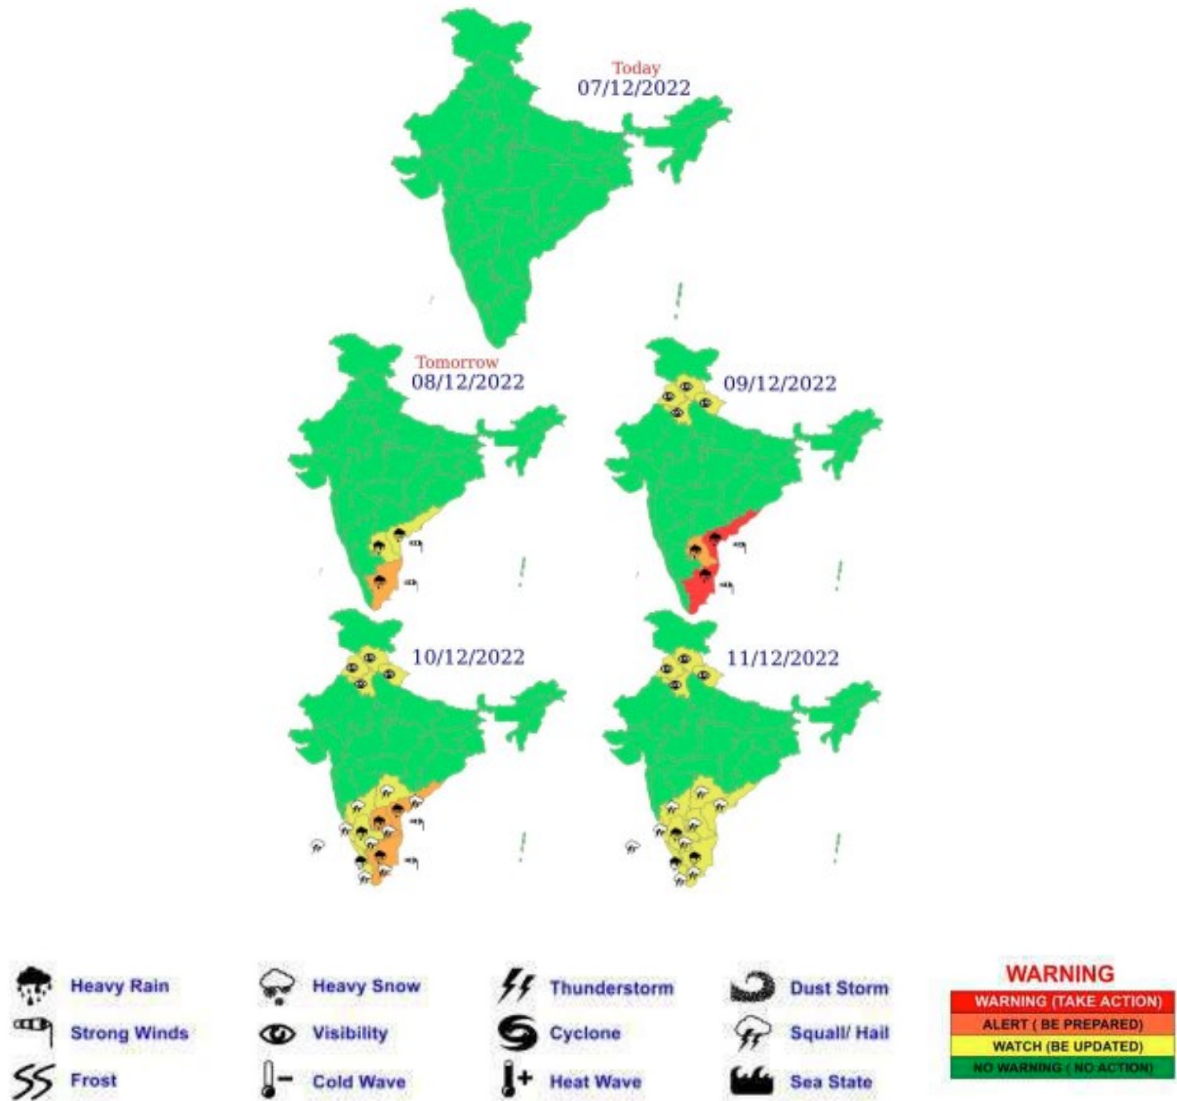 Today
07/12/2022
Tomorrow
08/12/2022
09/12/2022
10/12/2022
11/12/2022
Heavy Rain
Heavy Snow
Thunderstorm
Dust Storm
Strong Winds
Visibility
Cyclone
Squall/ Hail
Frost
Cold Wave
Heat Wave
Sea State
WARNING
WARNING (TAKE ACTION)
ALERT ( BE PREPARED)
WATCH (BE UPDATED)
NO WARNING ( NO ACTION)